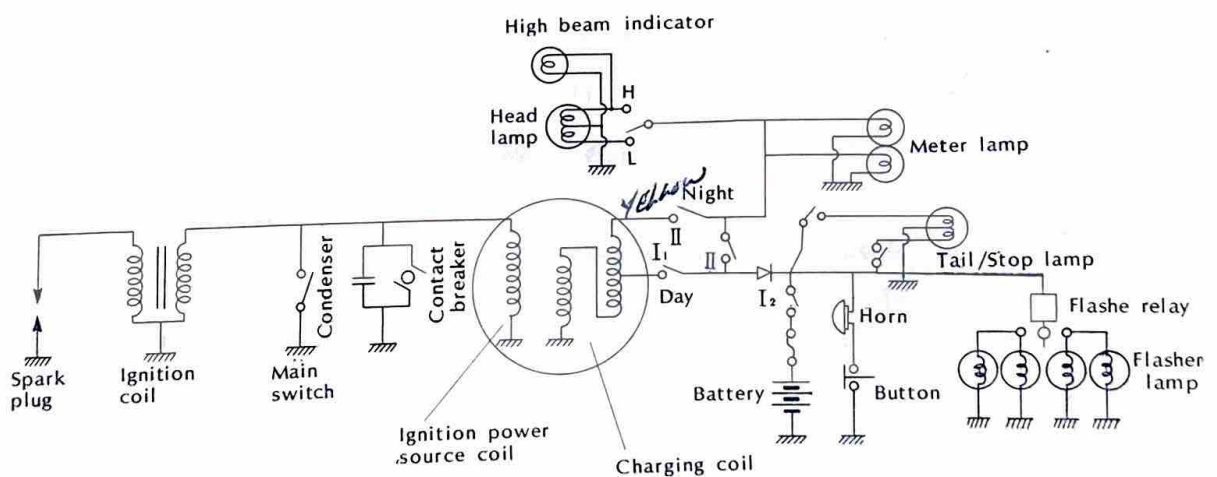 High beam indicator
Head
lamp
H
L
Meter lamp
Yellow
Night
II
II
I₁
Day
I₂
Tail/Stop lamp
Condenser
Contact
breaker
Spark
plug
Ignition
coil
Main
switch
Horn
Flashe relay
Flasher
lamp
Battery
Button
Ignition power
source coil
Charging coil